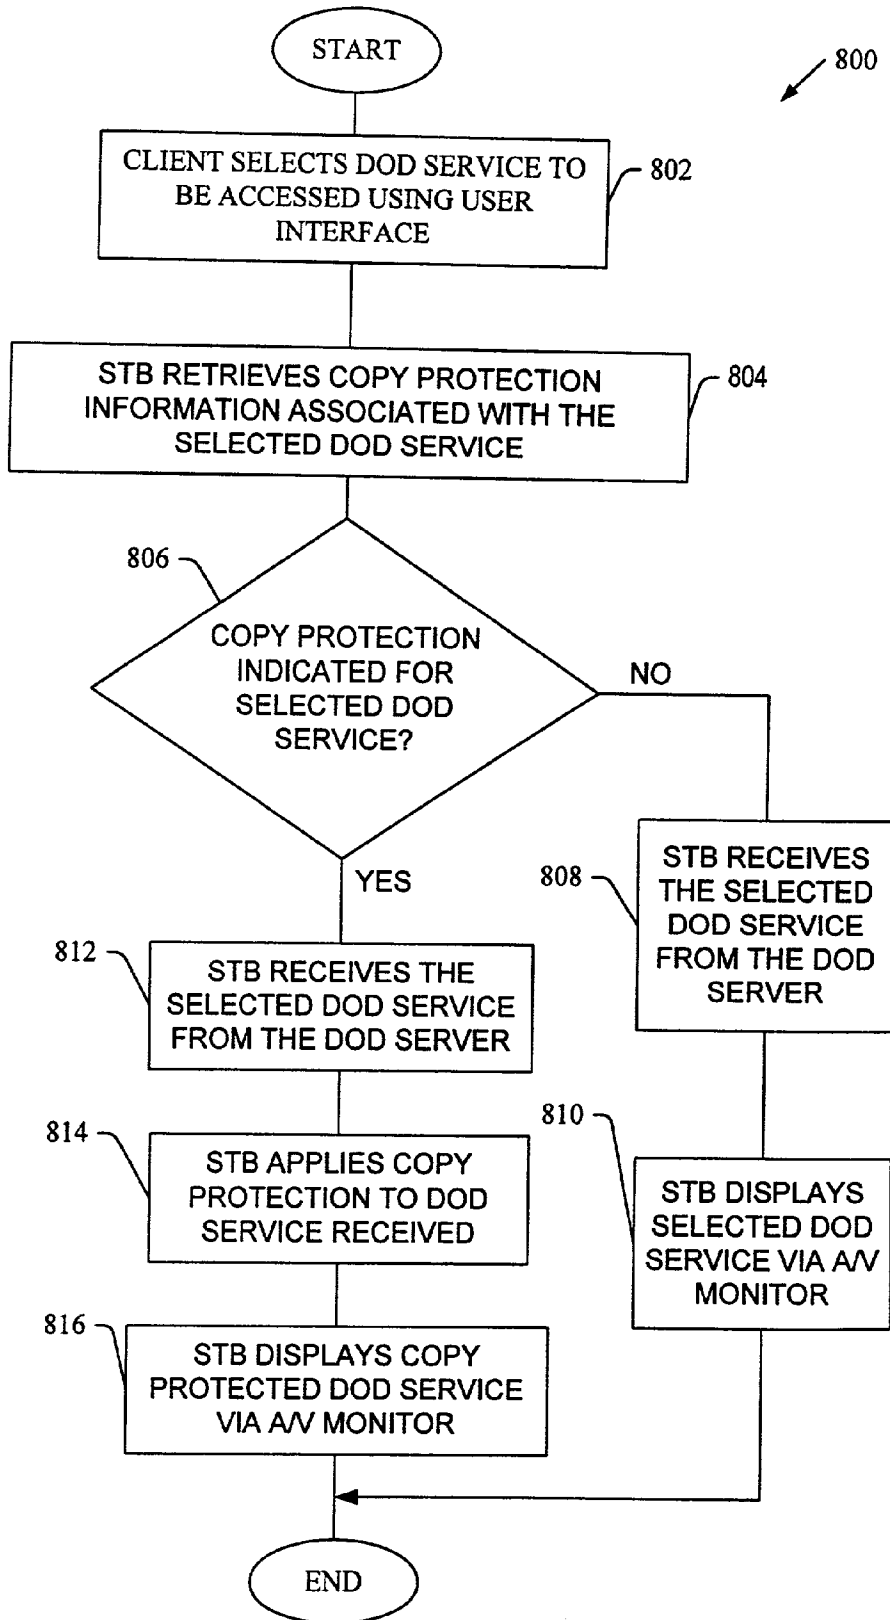 START
800
CLIENT SELECTS DOD SERVICE TO
BE ACCESSED USING USER
INTERFACE
802
STB RETRIEVES COPY PROTECTION
INFORMATION ASSOCIATED WITH THE
SELECTED DOD SERVICE
804
806
COPY PROTECTION
INDICATED FOR
SELECTED DOD
SERVICE?
NO
YES
808
STB RECEIVES
THE SELECTED
DOD SERVICE
FROM THE DOD
SERVER
812
STB RECEIVES THE
SELECTED DOD SERVICE
FROM THE DOD SERVER
814
STB APPLIES COPY
PROTECTION TO DOD
SERVICE RECEIVED
810
STB DISPLAYS
SELECTED DOD
SERVICE VIA A/V
MONITOR
816
STB DISPLAYS COPY
PROTECTED DOD SERVICE
VIA A/V MONITOR
END